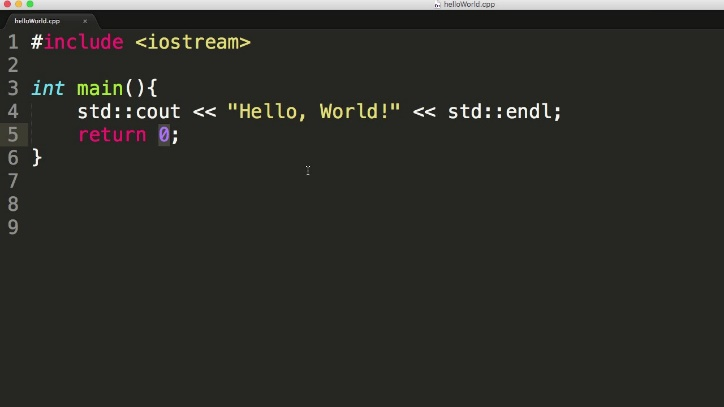 helloWorld.cpp
helloWorld.cpp ×
1 #include <iostream>
2
3 int main(){
4     std::cout << "Hello, World!" << std::endl;
5     return 0;
6 }
7
8
9